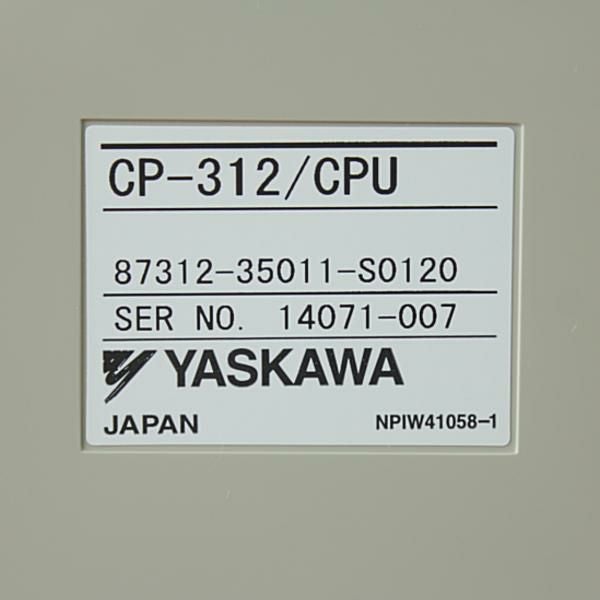 CP-312/CPU
87312-35011-S0120
SER NO. 14071-007
YASKAWA
JAPAN NPIW41058-1